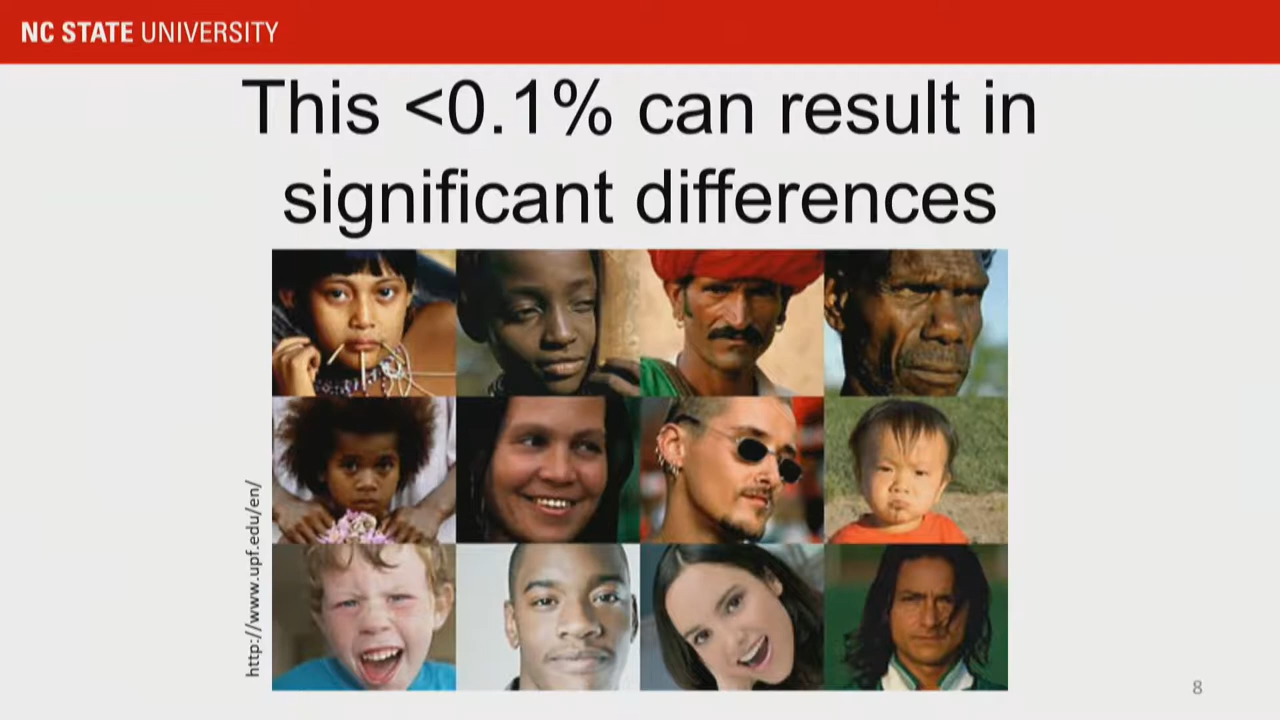 NC STATE UNIVERSITY
This <0.1% can result in
significant differences
http://www.upf.edu/en/
8